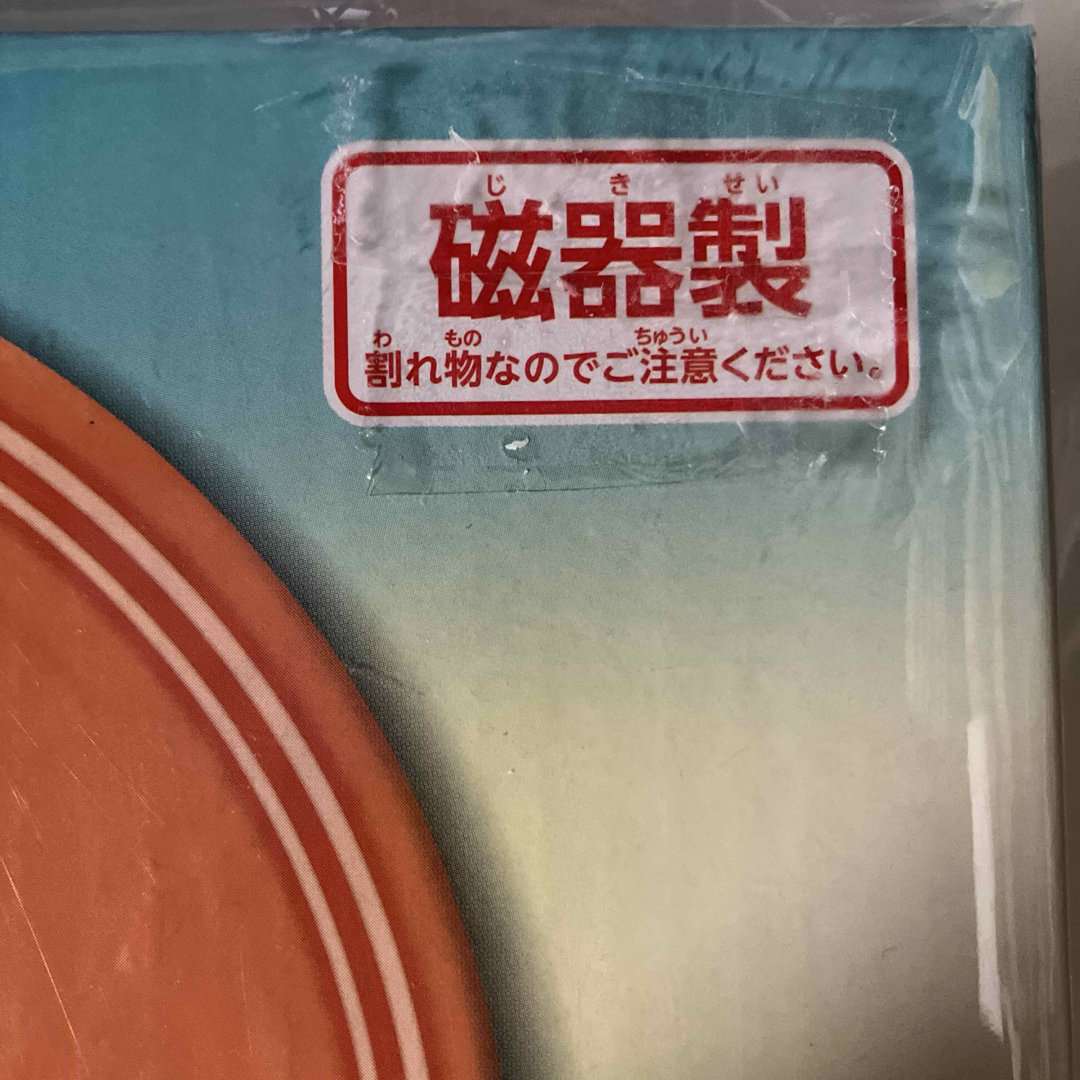 じ き せい
磁器製
わ もの ちゅうい
割れ物なのでご注意ください。